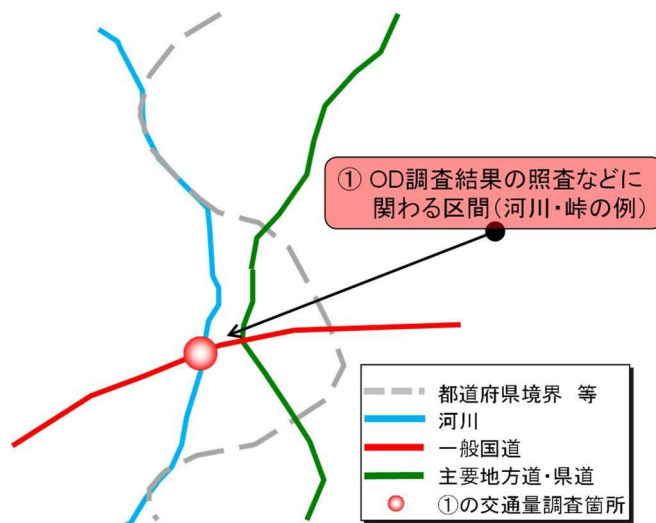 ① OD調査結果の照査などに
関わる区間(河川・峠の例)
都道府県境界 等
河川
一般国道
主要地方道・県道
①の交通量調査箇所